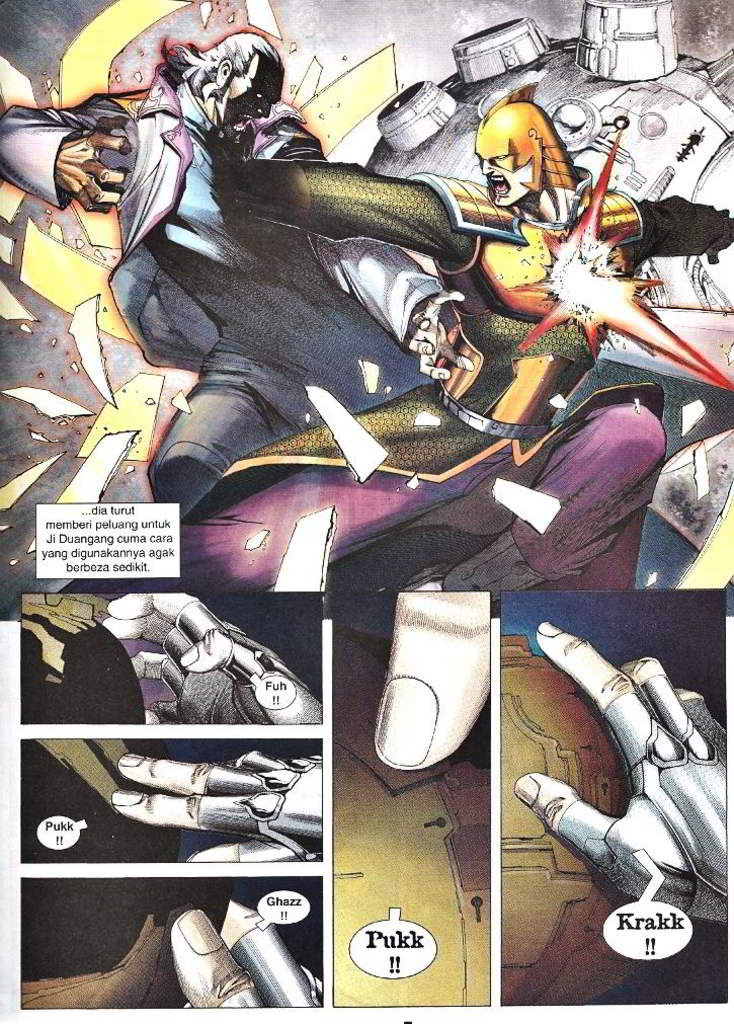 ...dia turut
memberi peluang untuk
Ji Duangang cuma cara
yang digunakannya agak
berbeza sedikit.
Fuh
!!
Pukk
!!
Ghazz
!!
Pukk
!!
Krakk
!!